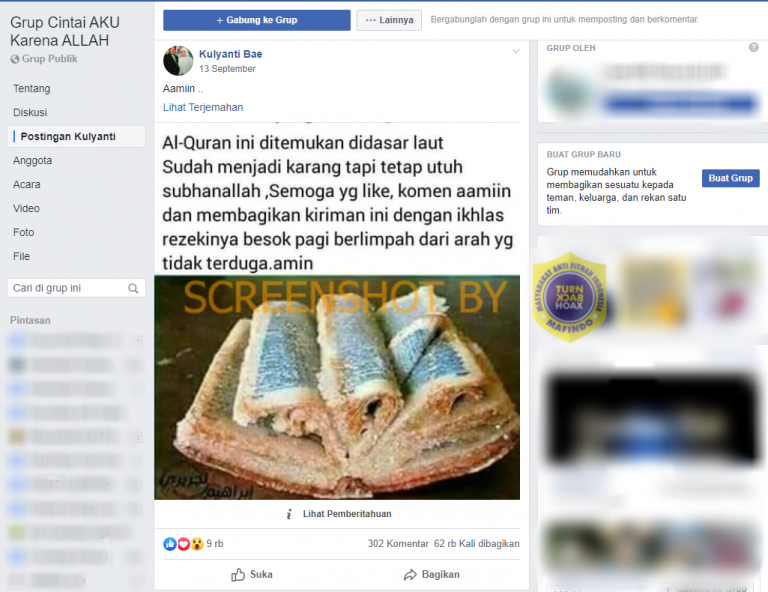 Grup Cintai AKU
Karena ALLAH
Grup Publik
Tentang
Diskusi
Postingan Kulyanti
Anggota
Acara
Video
Foto
File
Cari di grup ini
Pintasan
+ Gabung ke Grup
••• Lainnya
Bergabunglah dengan grup ini untuk memposting dan berkomentar.
Kulyanti Bae
13 September
Aamiin ..
Lihat Terjemahan
Al-Quran ini ditemukan didasar laut
Sudah menjadi karang tapi tetap utuh
subhanallah ,Semoga yg like, komen aamiin
dan membagikan kiriman ini dengan ikhlas
rezekinya besok pagi berlimpah dari arah yg
tidak terduga.amin
SCREENSHOT BY
Lihat Pemberitahuan
9 rb
302 Komentar 62 rb Kali dibagikan
Suka
Bagikan
GRUP OLEH
BUAT GRUP BARU
Grup memudahkan untuk
membagikan sesuatu kepada
teman, keluarga, dan rekan satu
tim.
Buat Grup
MASYARAKAT ANTI FITNAH INDONESIA
TURN
BACK
HOAX
MAFINDO